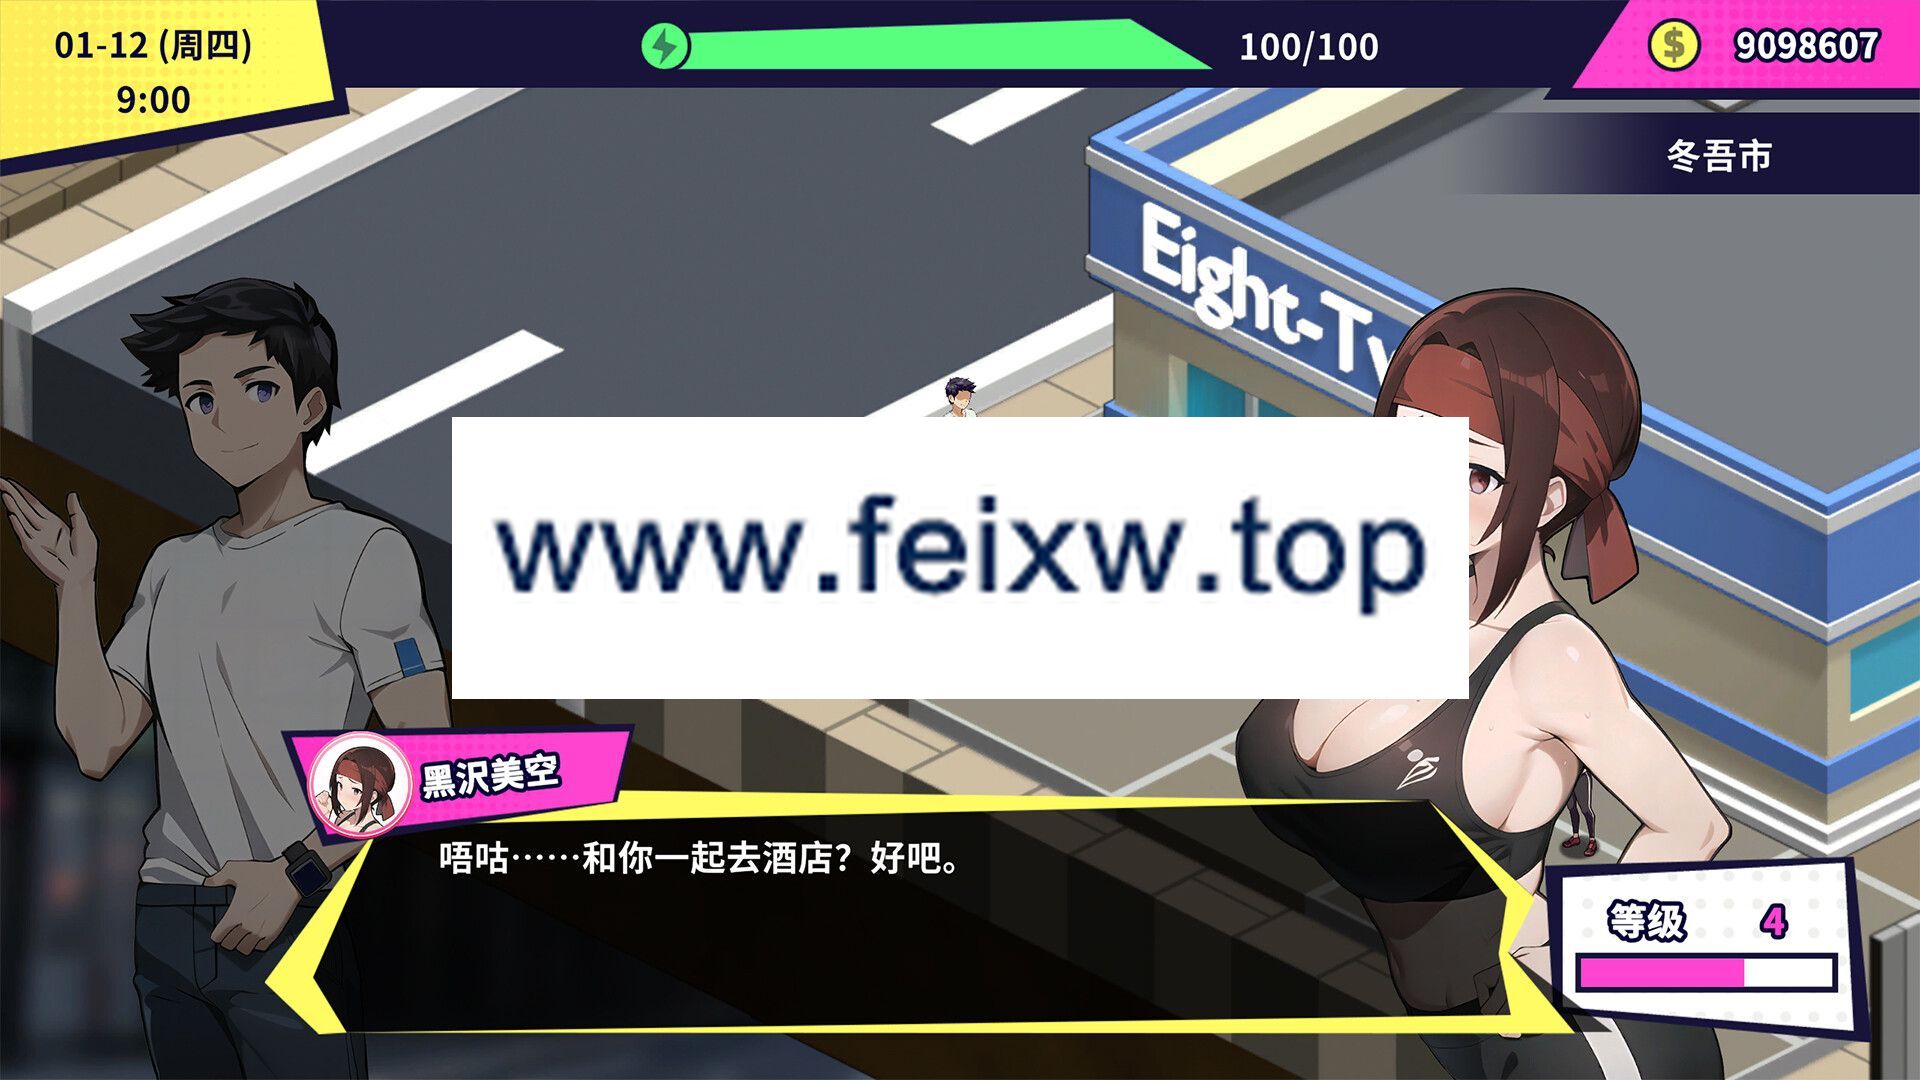 01-12 (周四)
9:00
100/100
$ 9098607
冬吾市
Eight-Tw
www.feixw.top
黑沢美空
唔咕……和你一起去酒店？好吧。
等级 4